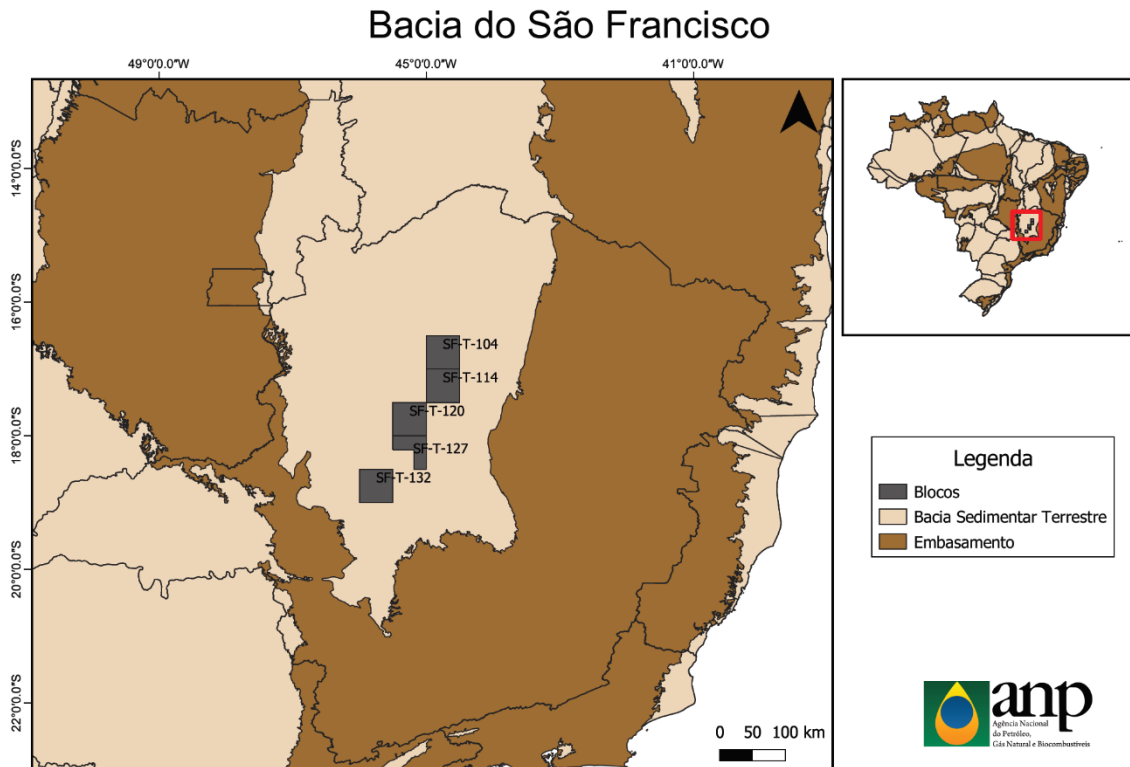 Bacia do São Francisco
49°0'0.0"W
45°0'0.0"W
41°0'0.0"W
14°0'0.0"S
16°0'0.0"S
18°0'0.0"S
20°0'0.0"S
22°0'0.0"S
SF-T-104
SF-T-114
SF-T-120
SF-T-127
SF-T-132
0 50 100 km
Legenda
Blocos
Bacia Sedimentar Terrestre
Embasamento
anp
Agência Nacional
do Petróleo,
Gás Natural e Biocombustíveis